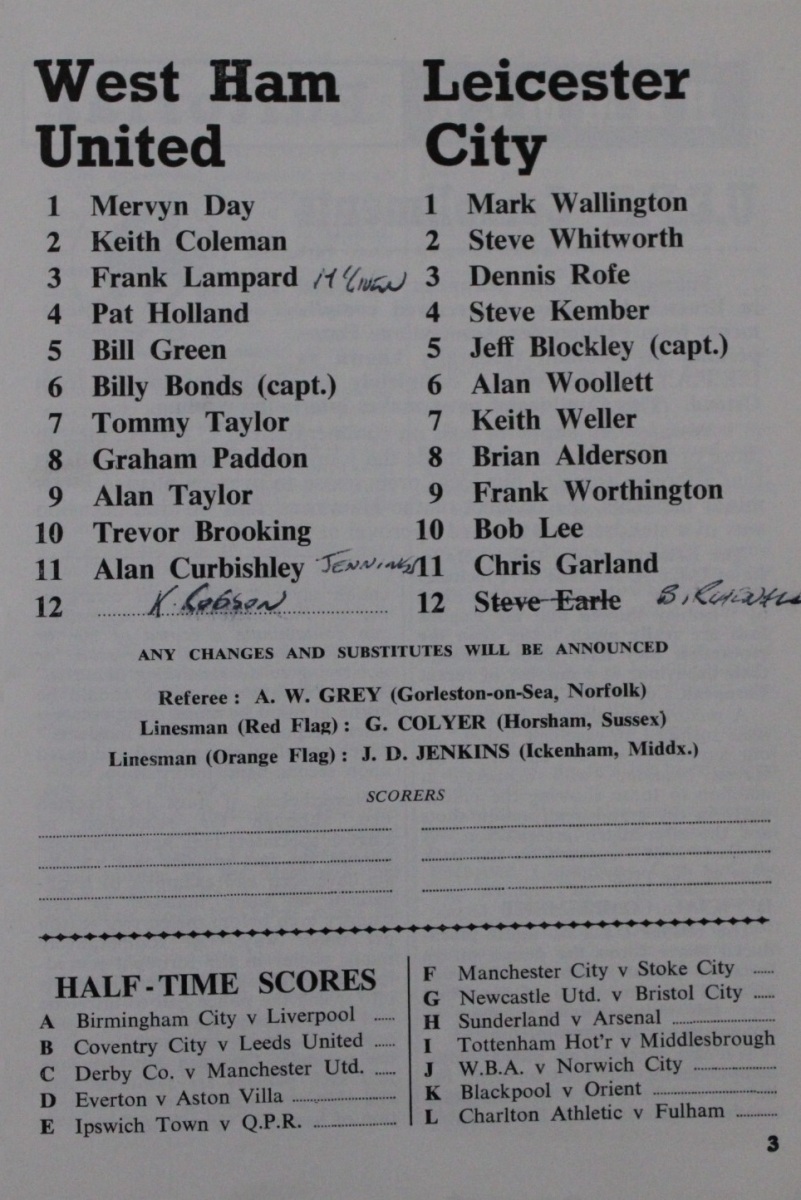 West Ham
United
1 Mervyn Day
2 Keith Coleman
3 Frank Lampard
4 Pat Holland
5 Bill Green
6 Billy Bonds (capt.)
7 Tommy Taylor
8 Graham Paddon
9 Alan Taylor
10 Trevor Brooking
11 Alan Curbishley JENNINGS
12 K. Robson
Leicester
City
1 Mark Wallington
2 Steve Whitworth
3 Dennis Rofe
4 Steve Kember
5 Jeff Blockley (capt.)
6 Alan Woollett
7 Keith Weller
8 Brian Alderson
9 Frank Worthington
10 Bob Lee
11 Chris Garland
12 Steve Earle
ANY CHANGES AND SUBSTITUTES WILL BE ANNOUNCED
Referee : A. W. GREY (Gorleston-on-Sea, Norfolk)
Linesman (Red Flag) : G. COLYER (Horsham, Sussex)
Linesman (Orange Flag) : J. D. JENKINS (Ickenham, Middx.)
SCORERS
HALF-TIME SCORES
A Birmingham City v Liverpool .....
B Coventry City v Leeds United .....
C Derby Co. v Manchester Utd. .....
D Everton v Aston Villa .....
E Ipswich Town v Q.P.R. .....
F Manchester City v Stoke City .....
G Newcastle Utd. v Bristol City .....
H Sunderland v Arsenal .....
I Tottenham Hot'r v Middlesbrough
J W.B.A. v Norwich City .....
K Blackpool v Orient .....
L Charlton Athletic v Fulham .....
3